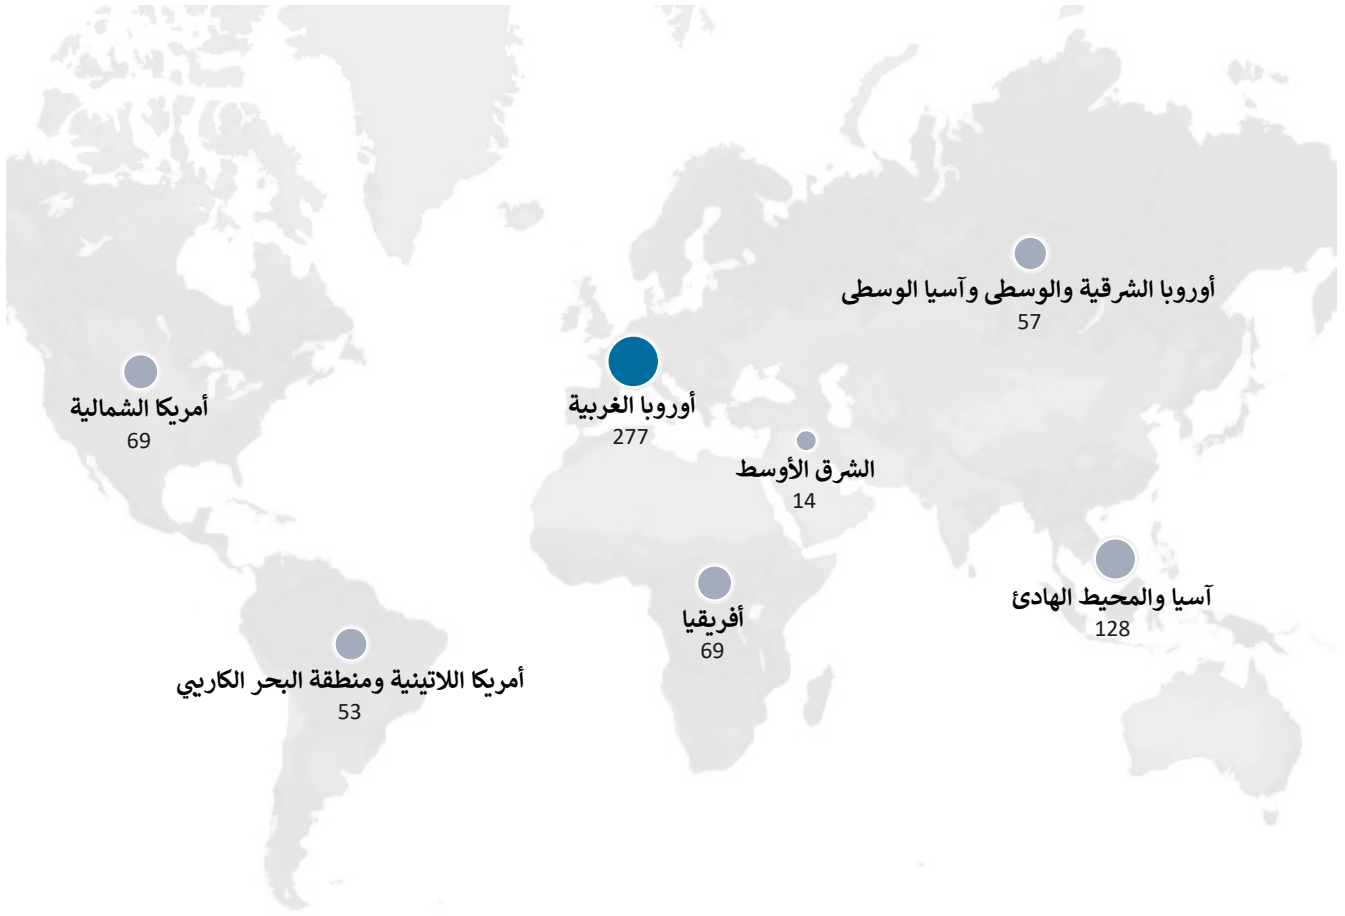 أوروبا الشرقية والوسطى وآسيا الوسطى
57
أوروبا الغربية
277
أمريكا الشمالية
69
الشرق الأوسط
14
آسيا والمحيط الهادئ
128
أفريقيا
69
أمريكا اللاتينية ومنطقة البحر الكاريبي
53